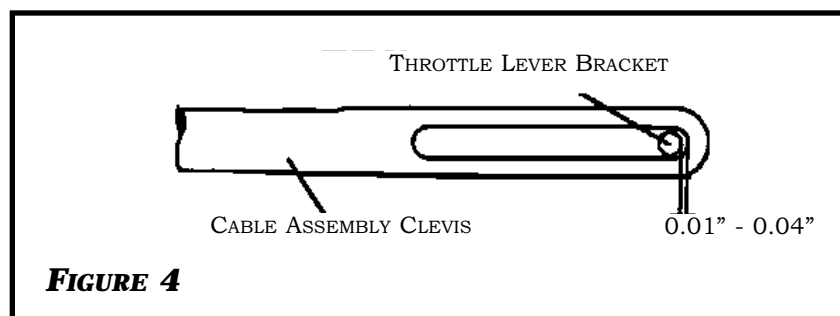 THROTTLE LEVER BRACKET
CABLE ASSEMBLY CLEVIS
0.01” - 0.04”
FIGURE 4